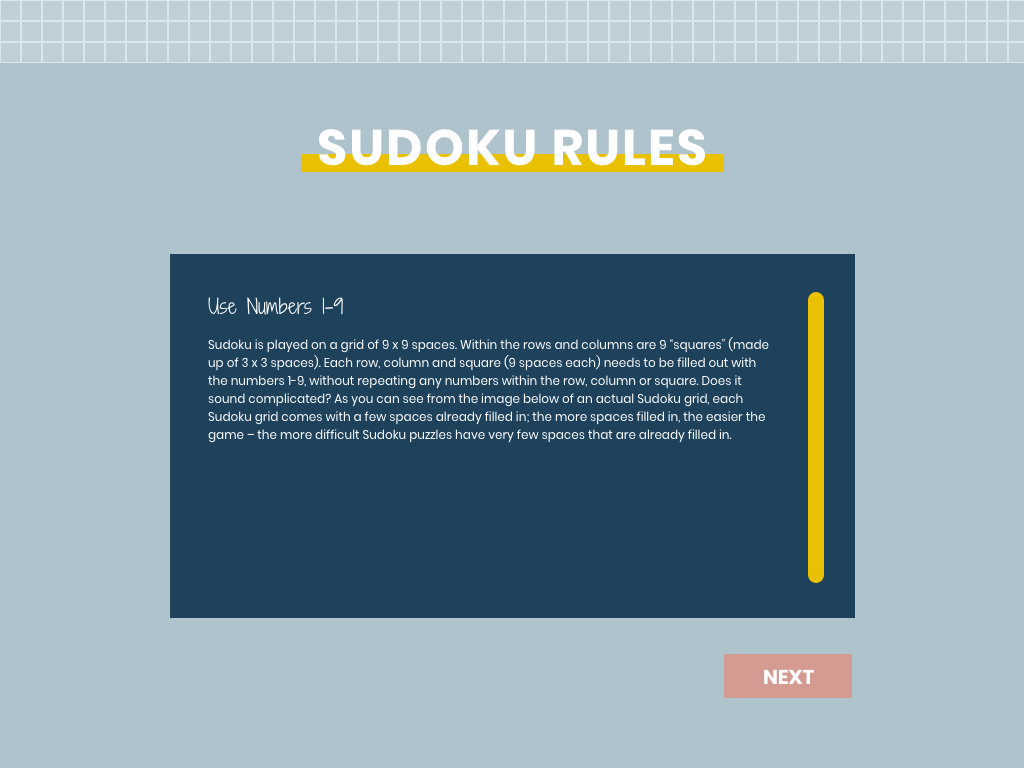 SUDOKU RULES
Use Numbers 1-9
Sudoku is played on a grid of 9 x 9 spaces. Within the rows and columns are 9 “squares” (made
up of 3 x 3 spaces). Each row, column and square (9 spaces each) needs to be filled out with
the numbers 1-9, without repeating any numbers within the row, column or square. Does it
sound complicated? As you can see from the image below of an actual Sudoku grid, each
Sudoku grid comes with a few spaces already filled in; the more spaces filled in, the easier the
game – the more difficult Sudoku puzzles have very few spaces that are already filled in.
NEXT